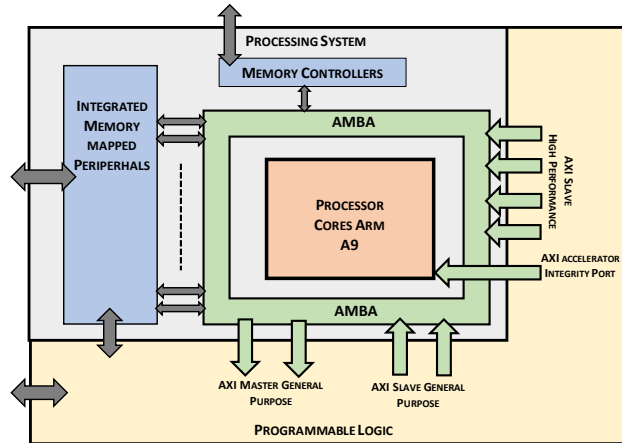 PROCESSING SYSTEM
MEMORY CONTROLLERS
INTEGRATED
MEMORY
MAPPED
PERIPERHALS
AMBA
PROCESSOR
CORES ARM
A9
AMBA
AXI SLAVE
HIGH PERFORMANCE
AXI ACCELERATOR
INTEGRITY PORT
AXI MASTER GENERAL
PURPOSE
AXI SLAVE GENERAL
PURPOSE
PROGRAMMABLE LOGIC